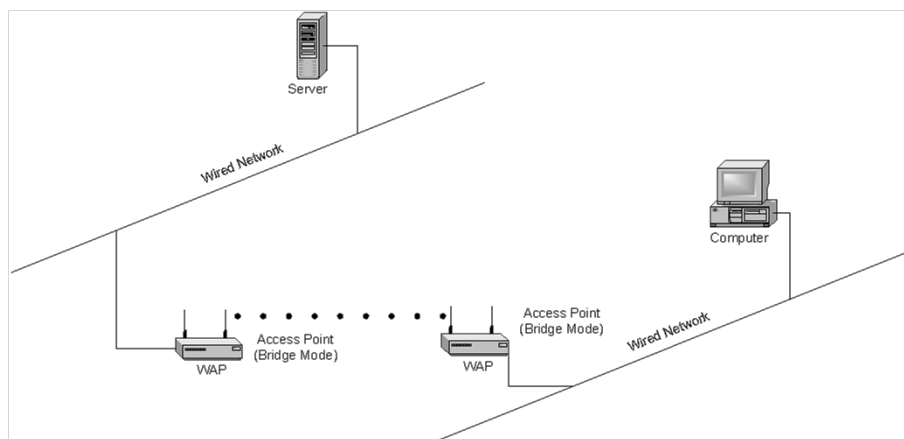 Server
Wired Network
Computer
Access Point
(Bridge Mode)
WAP
Access Point
(Bridge Mode)
WAP
Wired Network